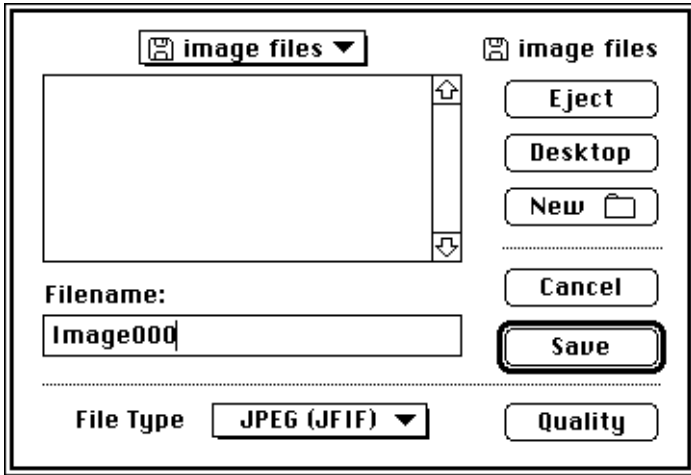 image files
image files
Eject
Desktop
New
Filename:
Cancel
Image000
Save
File Type
JPEG (JFIF)
Quality